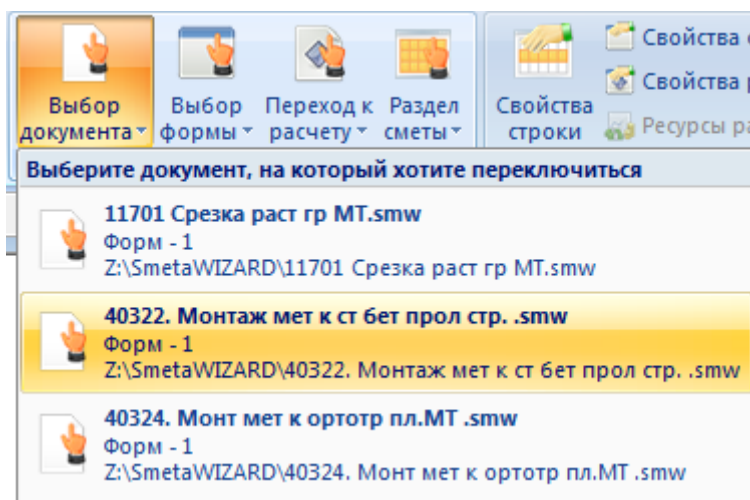 Выбор документа
Выбор формы
Переход к расчету
Раздел сметы
Свойства строки
Свойства
Свойства
Ресурсы
Выберите документ, на который хотите переключиться
11701 Срезка раст гр МТ.smw
Форм - 1
Z:\SmetaWIZARD\11701 Срезка раст гр МТ.smw
40322. Монтаж мет к ст бет прол стр. .smw
Форм - 1
Z:\SmetaWIZARD\40322. Монтаж мет к ст бет прол стр. .smw
40324. Монт мет к ортотр пл.МТ .smw
Форм - 1
Z:\SmetaWIZARD\40324. Монт мет к ортотр пл.МТ .smw